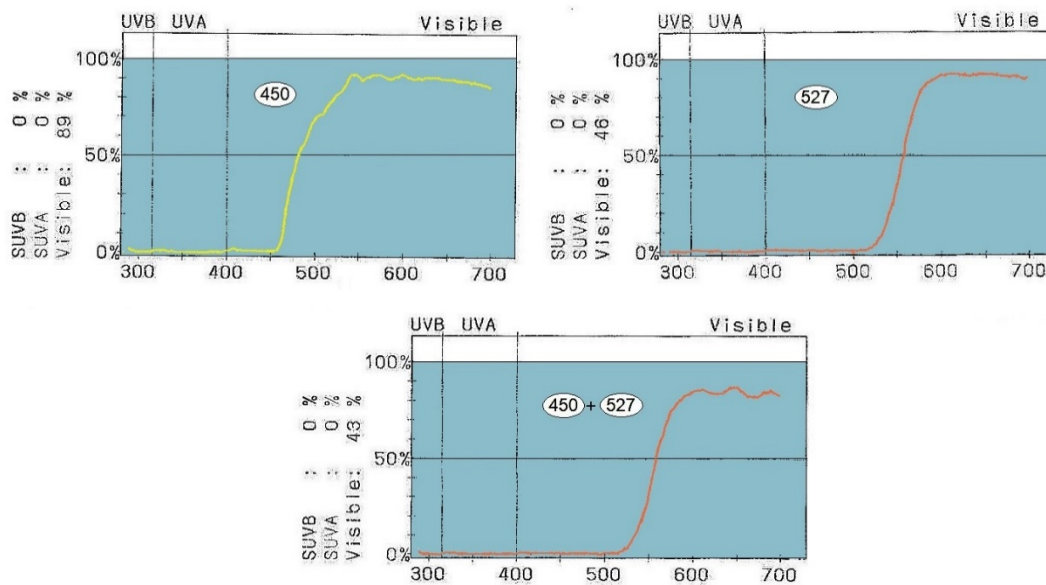 UVB UVA Visible
100%
50%
0%
300 400 500 600 700
450
SUVB : 0 %
SUVA : 0 %
Visible: 89 %
UVB UVA Visible
100%
50%
0%
300 400 500 600 700
527
SUVB : 0 %
SUVA : 0 %
Visible: 46 %
UVB UVA Visible
100%
50%
0%
300 400 500 600 700
450 + 527
SUVB : 0 %
SUVA : 0 %
Visible: 43 %